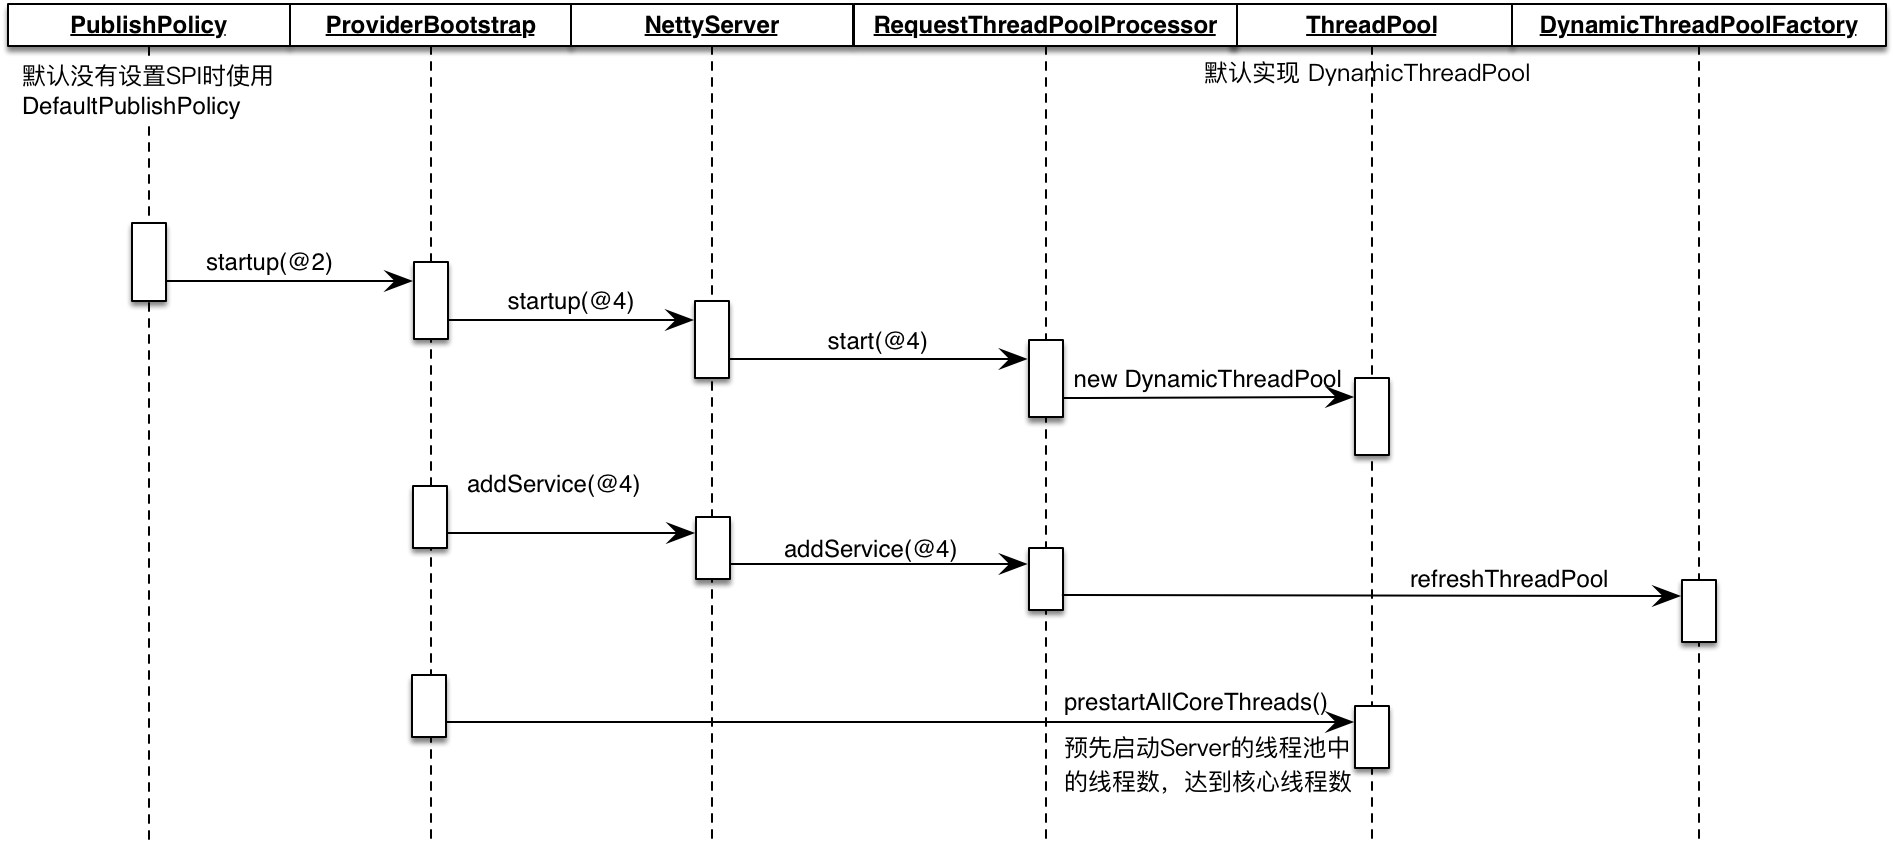 PublishPolicy
ProviderBootstrap
NettyServer
RequestThreadPoolProcessor
ThreadPool
DynamicThreadPoolFactory
默认没有设置SPI时使用
DefaultPublishPolicy
默认实现 DynamicThreadPool
startup(@2)
startup(@4)
start(@4)
new DynamicThreadPool
addService(@4)
addService(@4)
refreshThreadPool
prestartAllCoreThreads()
预先启动Server的线程池中
的线程数，达到核心线程数